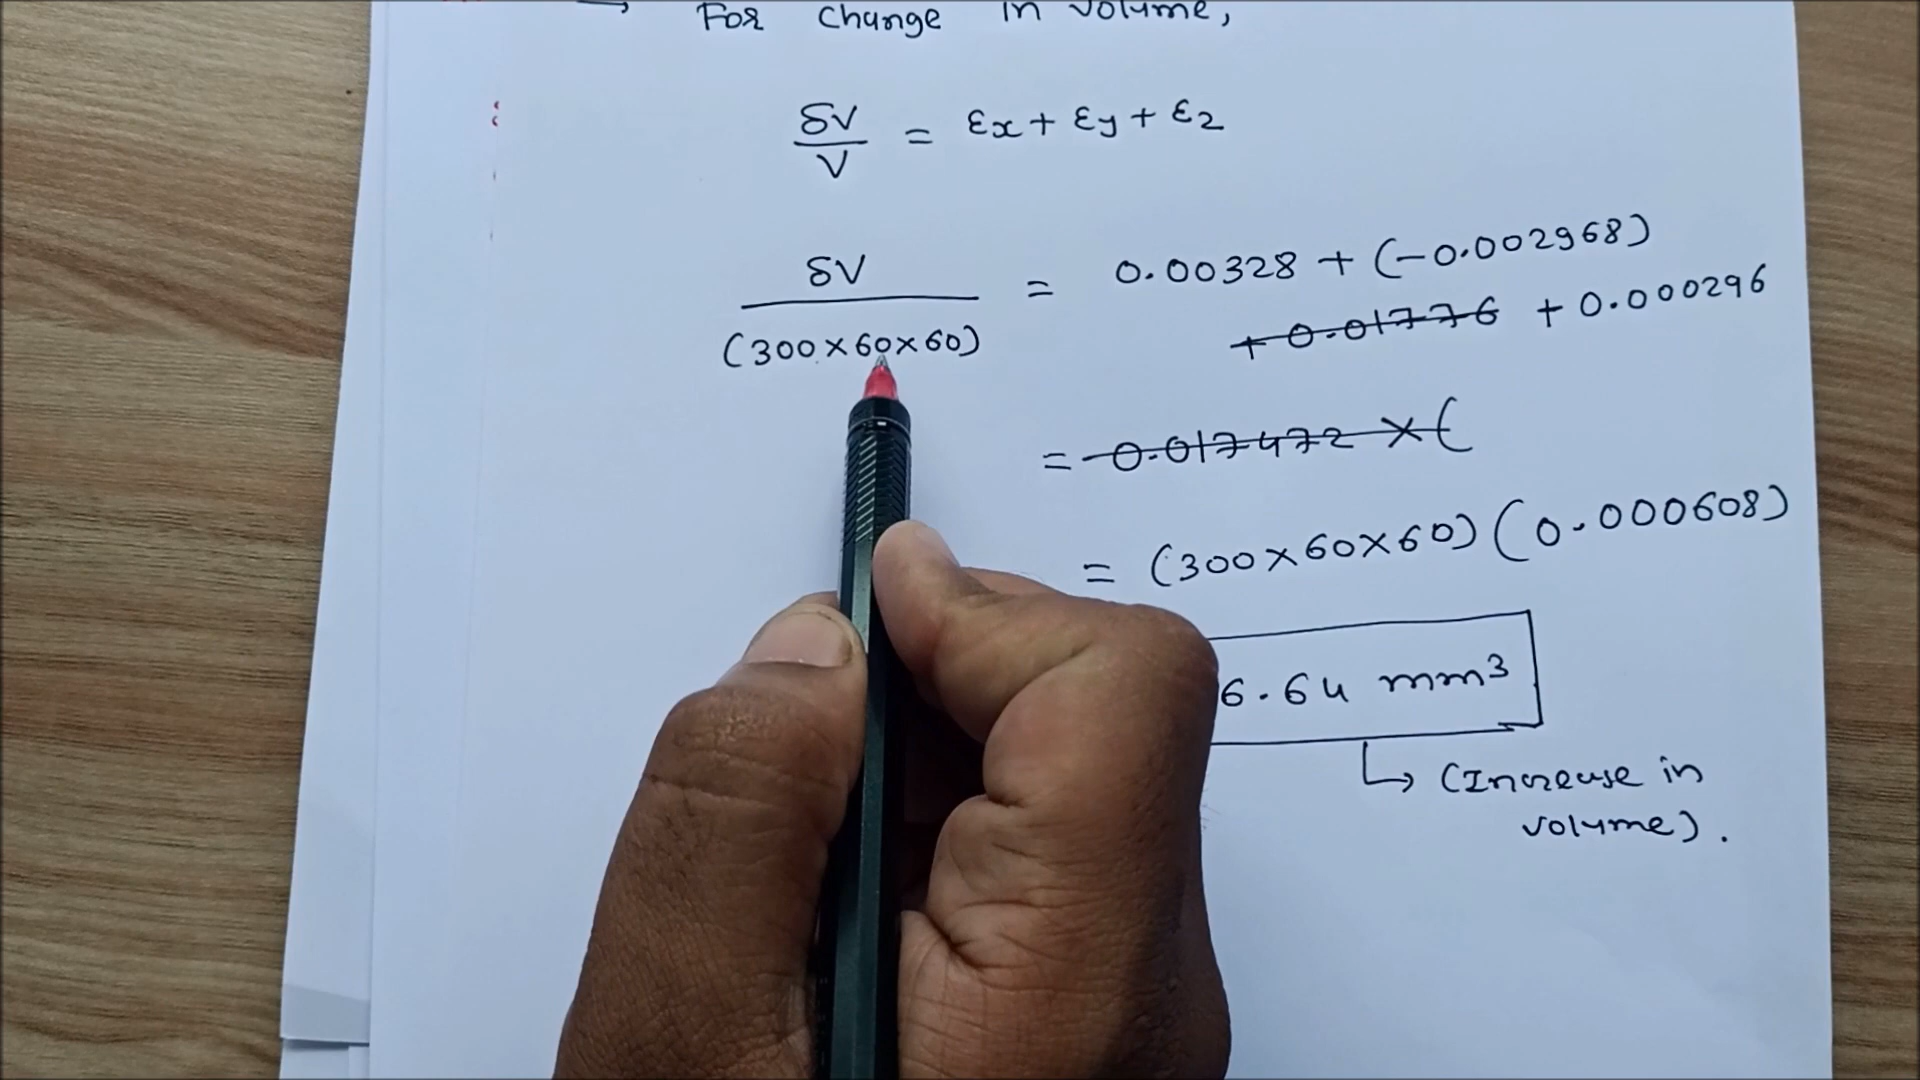 → For Change in volume,
δV/V = εx + εy + εz
δV/(300×60×60) = 0.00328 + (-0.002968)
+ 0.01776 + 0.000296
= 0.017472 × (
= (300×60×60) (0.000608)
6.64 mm³
↳ (Increase in
volume).